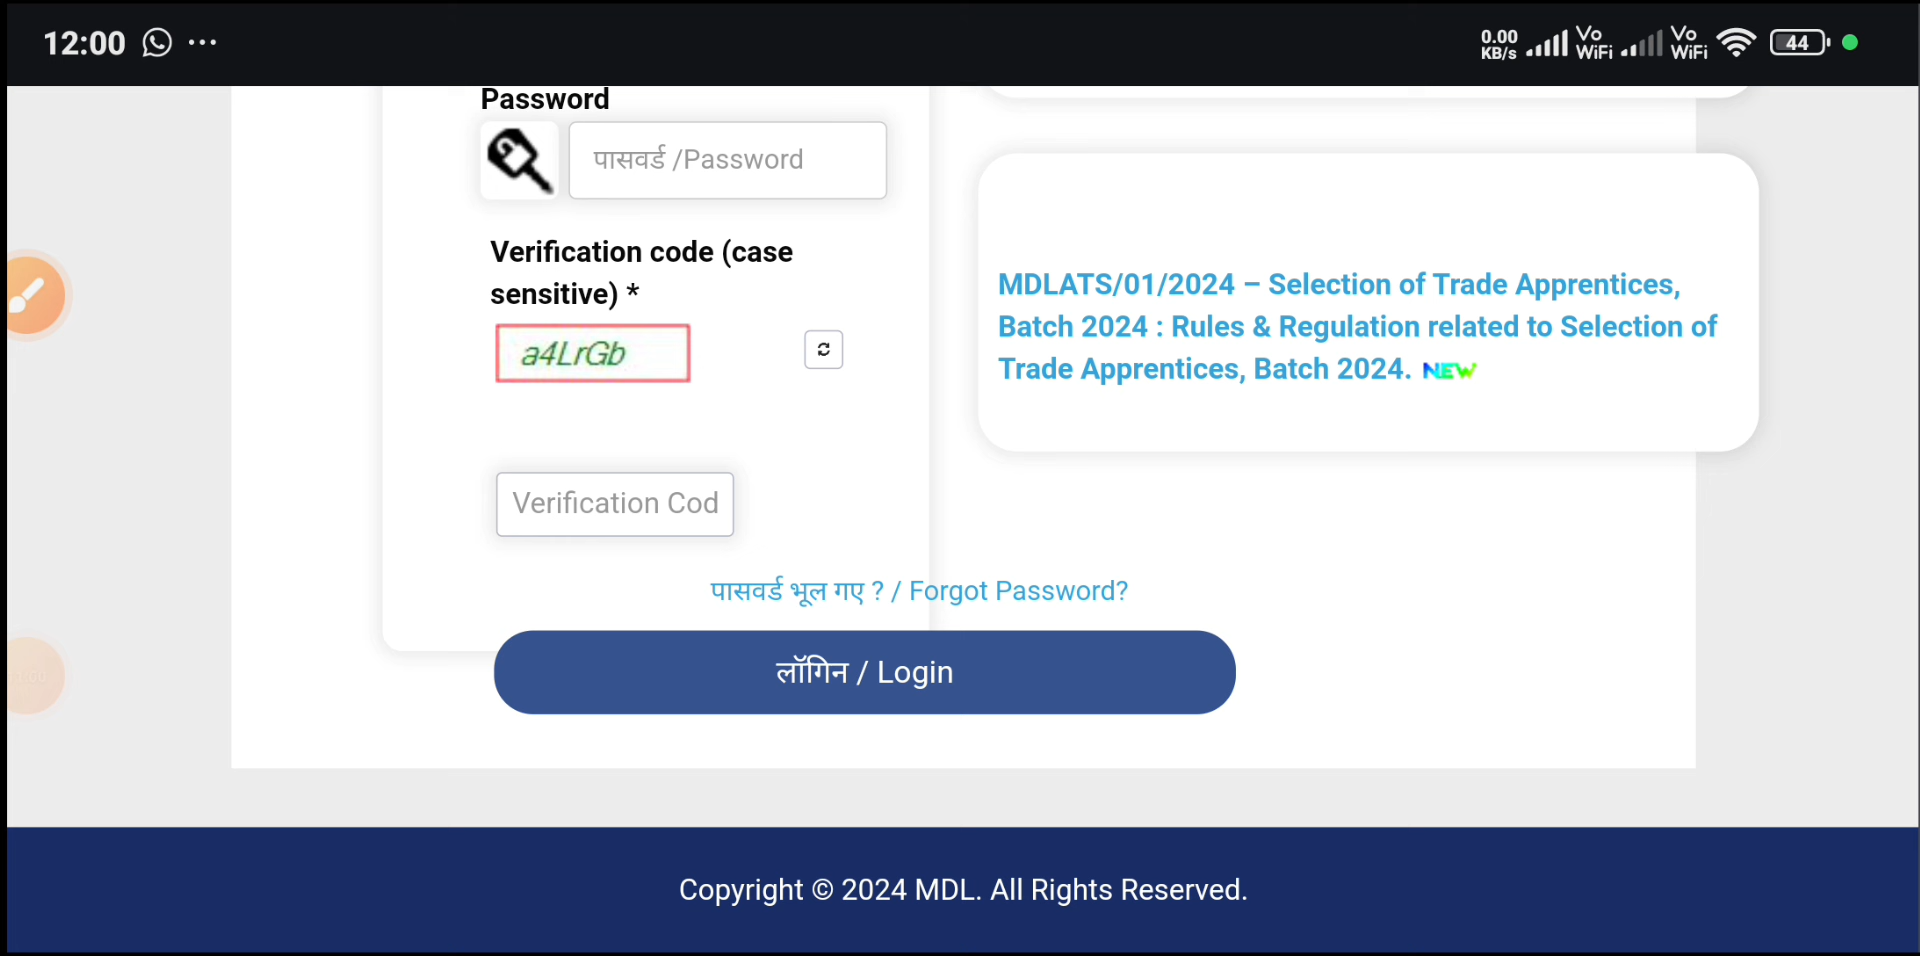 12:00
0.00 KB/s Vo WiFi Vo WiFi 44
Password
पासवर्ड /Password
Verification code (case
sensitive) *
a4LrGb
Verification Cod
पासवर्ड भूल गए ? / Forgot Password?
लॉगिन / Login
MDLATS/01/2024 – Selection of Trade Apprentices,
Batch 2024 : Rules & Regulation related to Selection of
Trade Apprentices, Batch 2024. NEW
Copyright © 2024 MDL. All Rights Reserved.